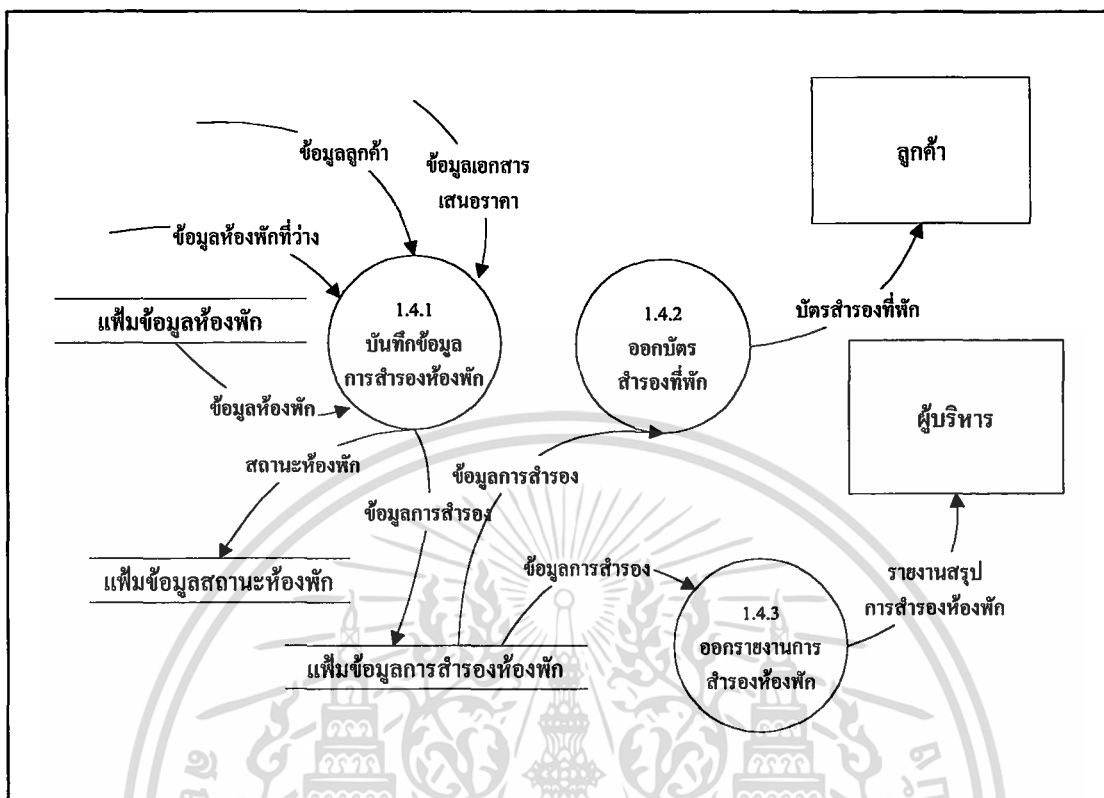 ลูกค้า
ข้อมูลลูกค้า
ข้อมูลเอกสาร
เสนอราคา
ข้อมูลห้องพักที่ว่าง
แฟ้มข้อมูลห้องพัก
1.4.1
บันทึกข้อมูล
การสำรองห้องพัก
1.4.2
ออกบัตร
สำรองที่พัก
บัตรสำรองที่พัก
ข้อมูลห้องพัก
ผู้บริหาร
สถานะห้องพัก
ข้อมูลการสำรอง
ข้อมูลการสำรอง
แฟ้มข้อมูลสถานะห้องพัก
ข้อมูลการสำรอง
รายงานสรุป
การสำรองห้องพัก
1.4.3
ออกรายงานการ
สำรองห้องพัก
แฟ้มข้อมูลการสำรองห้องพัก